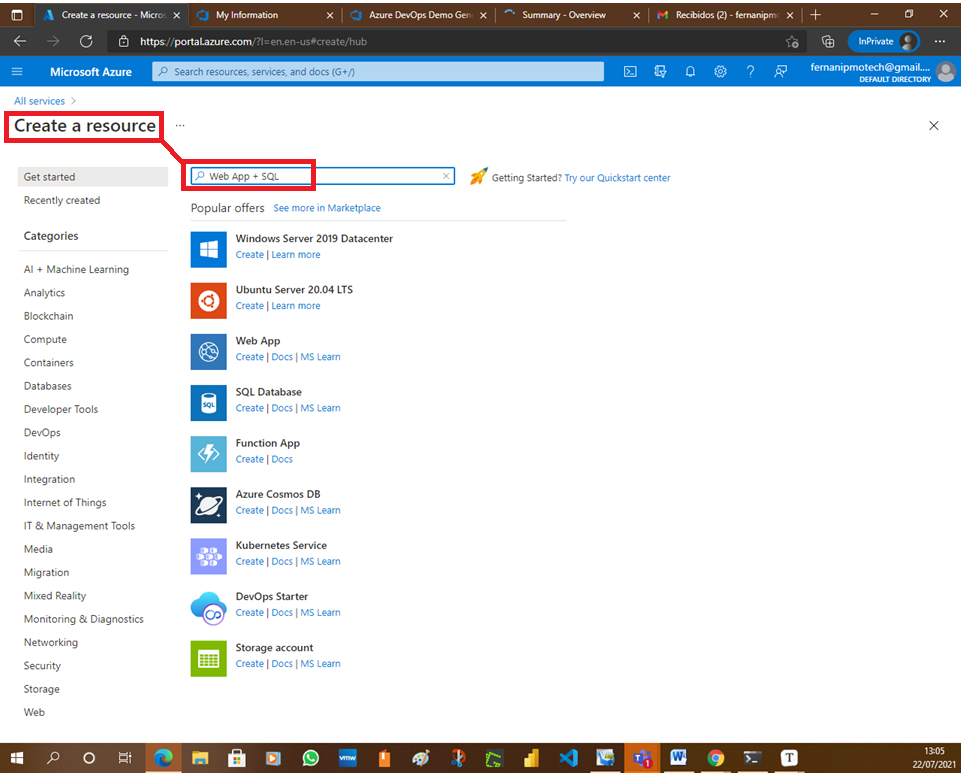 Create a resource - Micros
My Information
Azure DevOps Demo Gene
Summary - Overview
Recibidos (2) - fernanipmo
https://portal.azure.com/?l=en.en-us#create/hub
InPrivate
Microsoft Azure
Search resources, services, and docs (G+/)
fernanipmotech@gmail....
DEFAULT DIRECTORY
All services >
Create a resource ...
Get started
Recently created
Categories
AI + Machine Learning
Analytics
Blockchain
Compute
Containers
Databases
Developer Tools
DevOps
Identity
Integration
Internet of Things
IT & Management Tools
Media
Migration
Mixed Reality
Monitoring & Diagnostics
Networking
Security
Storage
Web
Web App + SQL
Getting Started? Try our Quickstart center
Popular offers See more in Marketplace
Windows Server 2019 Datacenter
Create | Learn more
Ubuntu Server 20.04 LTS
Create | Learn more
Web App
Create | Docs | MS Learn
SQL
SQL Database
Create | Docs | MS Learn
Function App
Create | Docs
Azure Cosmos DB
Create | Docs | MS Learn
Kubernetes Service
Create | Docs | MS Learn
DevOps Starter
Create | Docs | MS Learn
Storage account
Create | Docs | MS Learn
vmw
1
W
T
13:05
22/07/2021